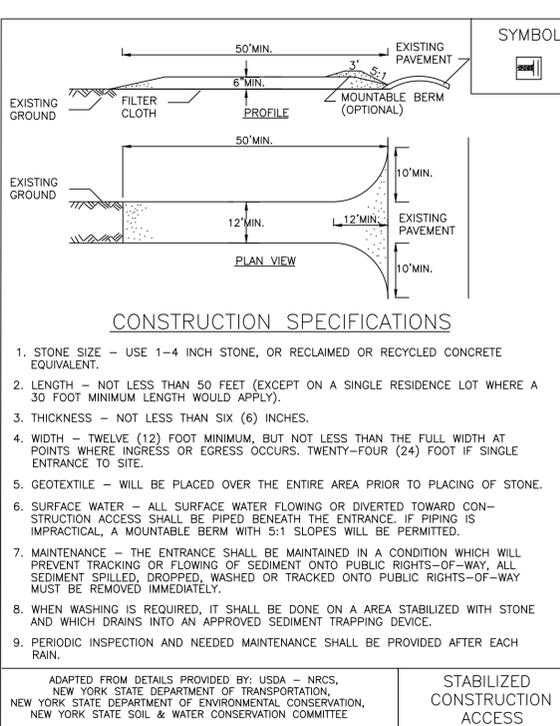 SYMBOL
50'MIN.
EXISTING
PAVEMENT
3'
5:1
6"MIN.
EXISTING
GROUND
FILTER
CLOTH
PROFILE
MOUNTABLE BERM
(OPTIONAL)
50'MIN.
EXISTING
GROUND
10'MIN.
12'MIN.
12'MIN.
EXISTING
PAVEMENT
10'MIN.
PLAN VIEW
CONSTRUCTION SPECIFICATIONS
1. STONE SIZE – USE 1–4 INCH STONE, OR RECLAIMED OR RECYCLED CONCRETE
EQUIVALENT.
2. LENGTH – NOT LESS THAN 50 FEET (EXCEPT ON A SINGLE RESIDENCE LOT WHERE A
30 FOOT MINIMUM LENGTH WOULD APPLY).
3. THICKNESS – NOT LESS THAN SIX (6) INCHES.
4. WIDTH – TWELVE (12) FOOT MINIMUM, BUT NOT LESS THAN THE FULL WIDTH AT
POINTS WHERE INGRESS OR EGRESS OCCURS. TWENTY–FOUR (24) FOOT IF SINGLE
ENTRANCE TO SITE.
5. GEOTEXTILE – WILL BE PLACED OVER THE ENTIRE AREA PRIOR TO PLACING OF STONE.
6. SURFACE WATER – ALL SURFACE WATER FLOWING OR DIVERTED TOWARD CON–
STRUCTION ACCESS SHALL BE PIPED BENEATH THE ENTRANCE. IF PIPING IS
IMPRACTICAL, A MOUNTABLE BERM WITH 5:1 SLOPES WILL BE PERMITTED.
7. MAINTENANCE – THE ENTRANCE SHALL BE MAINTAINED IN A CONDITION WHICH WILL
PREVENT TRACKING OR FLOWING OF SEDIMENT ONTO PUBLIC RIGHTS–OF–WAY, ALL
SEDIMENT SPILLED, DROPPED, WASHED OR TRACKED ONTO PUBLIC RIGHTS–OF–WAY
MUST BE REMOVED IMMEDIATELY.
8. WHEN WASHING IS REQUIRED, IT SHALL BE DONE ON A AREA STABILIZED WITH STONE
AND WHICH DRAINS INTO AN APPROVED SEDIMENT TRAPPING DEVICE.
9. PERIODIC INSPECTION AND NEEDED MAINTENANCE SHALL BE PROVIDED AFTER EACH
RAIN.
ADAPTED FROM DETAILS PROVIDED BY: USDA – NRCS,
NEW YORK STATE DEPARTMENT OF TRANSPORTATION,
NEW YORK STATE DEPARTMENT OF ENVIRONMENTAL CONSERVATION,
NEW YORK STATE SOIL & WATER CONSERVATION COMMITTEE
STABILIZED
CONSTRUCTION
ACCESS